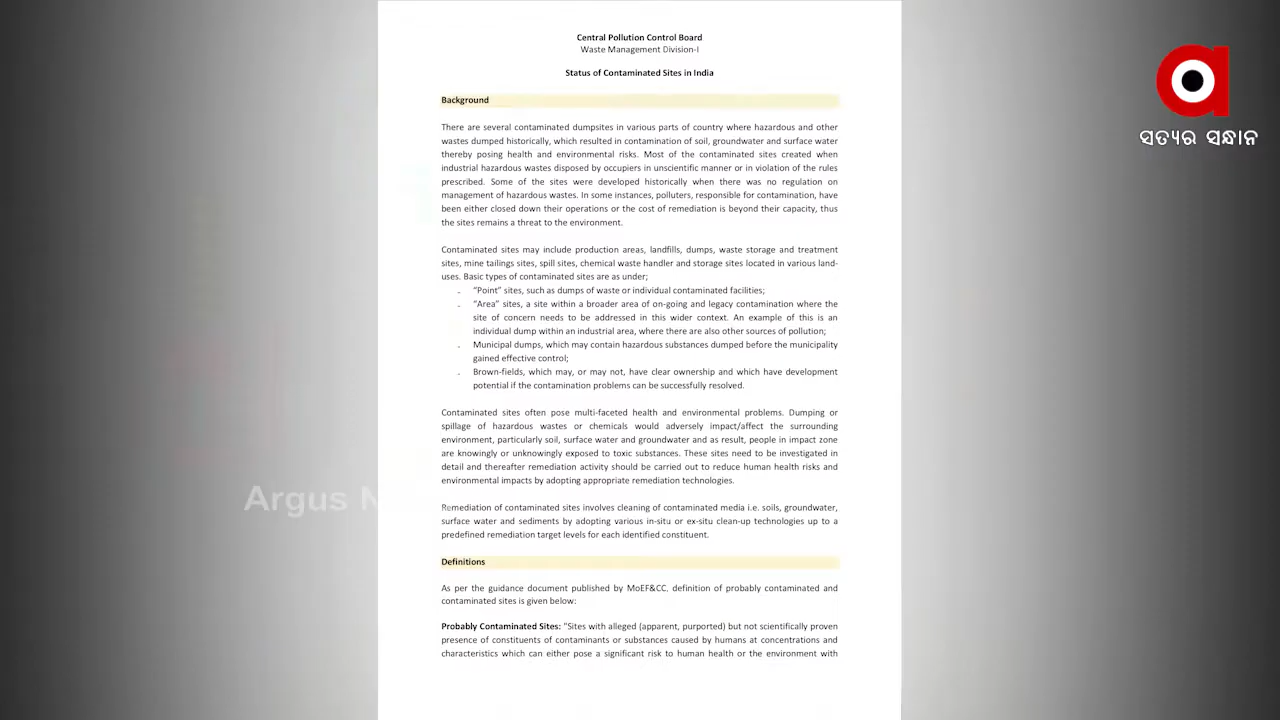 Central Pollution Control Board
Waste Management Division-I
Status of Contaminated Sites in India
Background
There are several contaminated dumpsites in various parts of country where hazardous and other
wastes dumped historically, which resulted in contamination of soil, groundwater and surface water
thereby posing health and environmental risks. Most of the contaminated sites created when
industrial hazardous wastes disposed by occupiers in unscientific manner or in violation of the rules
prescribed. Some of the sites were developed historically when there was no regulation on
management of hazardous wastes. In some instances, polluters, responsible for contamination, have
been either closed down their operations or the cost of remediation is beyond their capacity, thus
the sites remains a threat to the environment.
Contaminated sites may include production areas, landfills, dumps, waste storage and treatment
sites, mine tailings sites, spill sites, chemical waste handler and storage sites located in various land-
uses. Basic types of contaminated sites are as under;
- "Point" sites, such as dumps of waste or individual contaminated facilities;
- "Area" sites, a site within a broader area of on-going and legacy contamination where the
site of concern needs to be addressed in this wider context. An example of this is an
individual dump within an industrial area, where there are also other sources of pollution;
- Municipal dumps, which may contain hazardous substances dumped before the municipality
gained effective control;
- Brown-fields, which may, or may not, have clear ownership and which have development
potential if the contamination problems can be successfully resolved.
Contaminated sites often pose multi-faceted health and environmental problems. Dumping or
spillage of hazardous wastes or chemicals would adversely impact/affect the surrounding
environment, particularly soil, surface water and groundwater and as result, people in impact zone
are knowingly or unknowingly exposed to toxic substances. These sites need to be investigated in
detail and thereafter remediation activity should be carried out to reduce human health risks and
environmental impacts by adopting appropriate remediation technologies.
Remediation of contaminated sites involves cleaning of contaminated media i.e. soils, groundwater,
surface water and sediments by adopting various in-situ or ex-situ clean-up technologies up to a
predefined remediation target levels for each identified constituent.
Definitions
As per the guidance document published by MoEF&CC, definition of probably contaminated and
contaminated sites is given below:
Probably Contaminated Sites: "Sites with alleged (apparent, purported) but not scientifically proven
presence of constituents of contaminants or substances caused by humans at concentrations and
characteristics which can either pose a significant risk to human health or the environment with
ସତ୍ୟର ସନ୍ଧାନ
Argus N